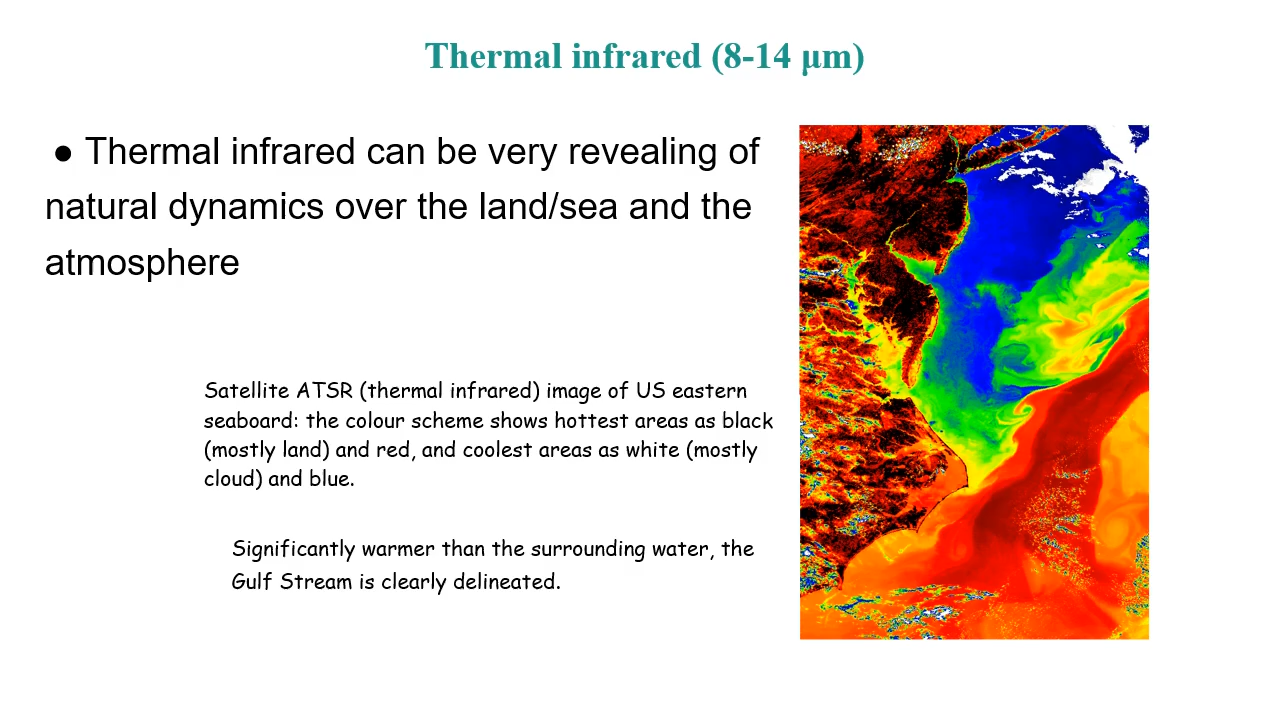 Thermal infrared (8-14 μm)
● Thermal infrared can be very revealing of
natural dynamics over the land/sea and the
atmosphere
Satellite ATSR (thermal infrared) image of US eastern
seaboard: the colour scheme shows hottest areas as black
(mostly land) and red, and coolest areas as white (mostly
cloud) and blue.
Significantly warmer than the surrounding water, the
Gulf Stream is clearly delineated.